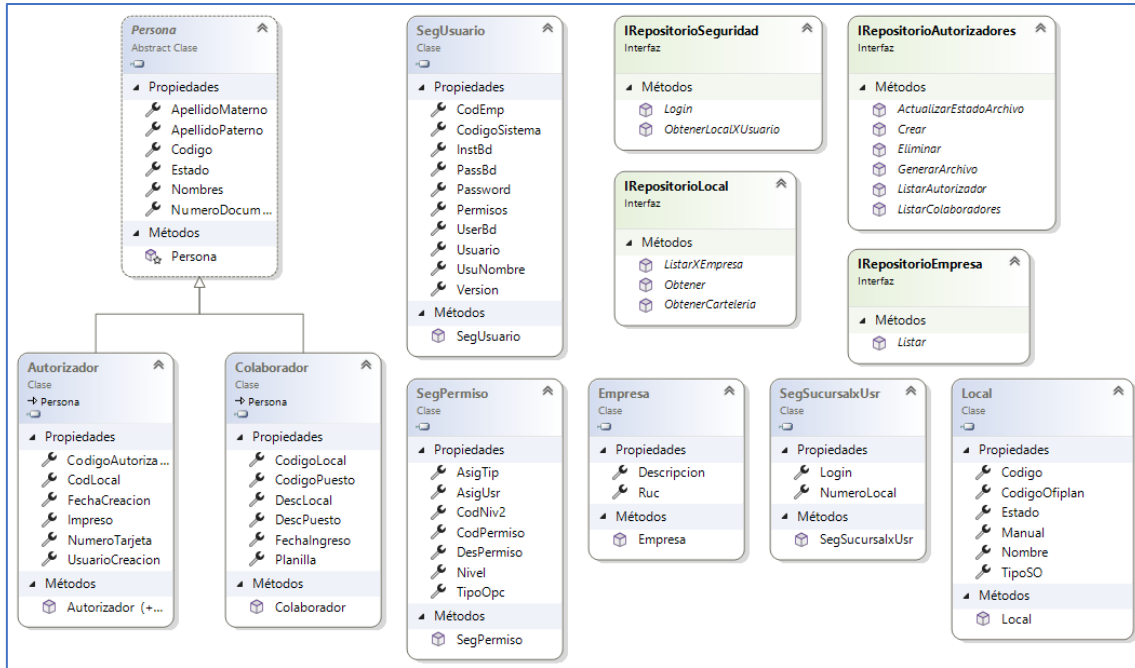 Persona
Abstract Clase
Propiedades
ApellidoMaterno
ApellidoPaterno
Codigo
Estado
Nombres
NumeroDocum ...
Métodos
Persona
SegUsuario
Clase
Propiedades
CodEmp
CodigoSistema
InstBd
PassBd
Password
Permisos
UserBd
Usuario
UsuNombre
Version
Métodos
SegUsuario
IRepositorioSeguridad
Interfaz
Métodos
Login
ObtenerLocalXUsuario
IRepositorioAutorizadores
Interfaz
Métodos
ActualizarEstadoArchivo
Crear
Eliminar
GenerarArchivo
ListarAutorizador
ListarColaboradores
IRepositorioLocal
Interfaz
Métodos
ListarXEmpresa
Obtener
ObtenerCarteleria
IRepositorioEmpresa
Interfaz
Métodos
Listar
Autorizador
Clase
Persona
Propiedades
CodigoAutoriza...
CodLocal
FechaCreacion
Impreso
NumeroTarjeta
UsuarioCreacion
Métodos
Autorizador (+...
Colaborador
Clase
Persona
Propiedades
CodigoLocal
CodigoPuesto
DescLocal
DescPuesto
FechaIngreso
Planilla
Métodos
Colaborador
SegPermiso
Clase
Propiedades
AsigTip
AsigUsr
CodNiv2
CodPermiso
DesPermiso
Nivel
TipoOpc
Métodos
SegPermiso
Empresa
Clase
Propiedades
Descripcion
Ruc
Métodos
Empresa
SegSucursalxUsr
Clase
Propiedades
Login
NumeroLocal
Métodos
SegSucursalxUsr
Local
Clase
Propiedades
Codigo
CodigoOfiplan
Estado
Manual
Nombre
TipoSO
Métodos
Local